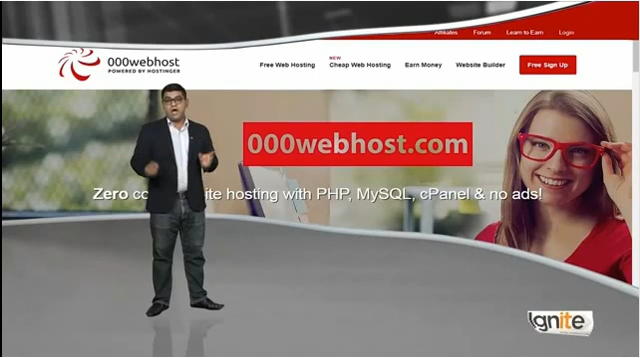 Affiliates Forum Learn to Earn Login
000webhost
POWERED BY HOSTINGER
Free Web Hosting
NEW
Cheap Web Hosting Earn Money Website Builder Free Sign Up
000webhost.com
Zero hosting with PHP, MySQL, cPanel & no ads!
Ignite